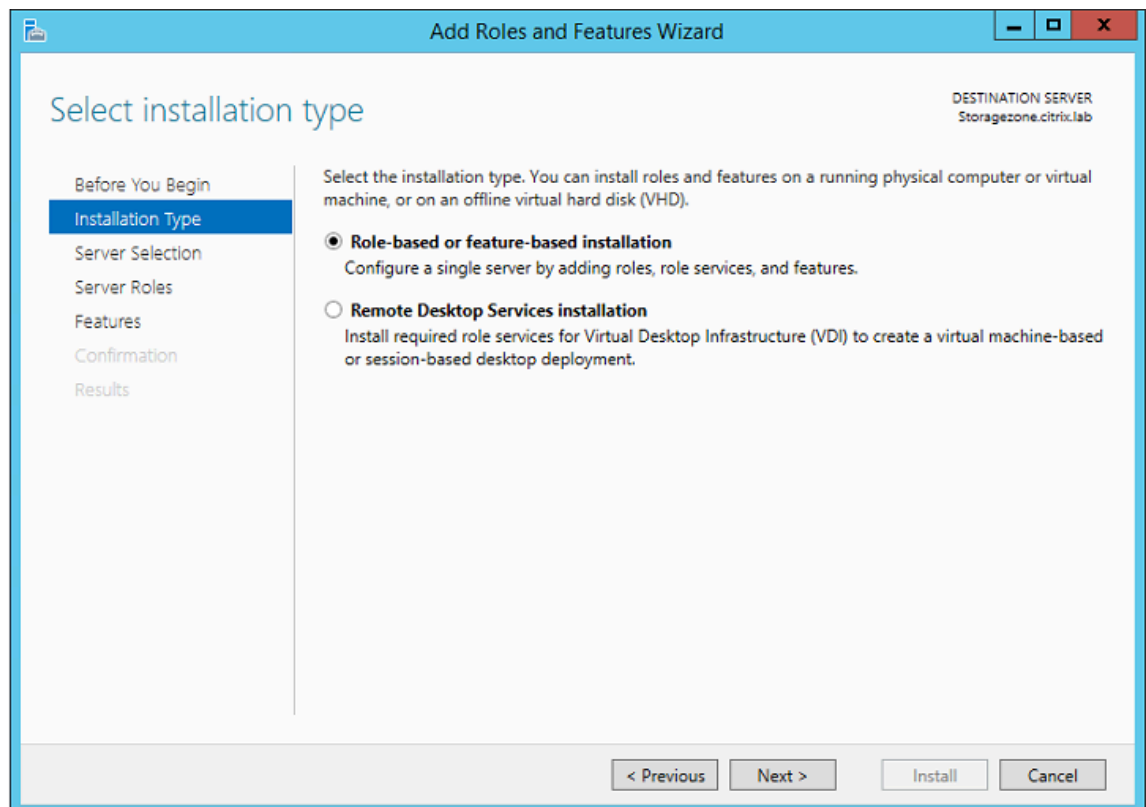 Add Roles and Features Wizard
Select installation type
DESTINATION SERVER
Storagezone.citrix.lab
Before You Begin
Installation Type
Server Selection
Server Roles
Features
Confirmation
Results
Select the installation type. You can install roles and features on a running physical computer or virtual
machine, or on an offline virtual hard disk (VHD).
Role-based or feature-based installation
Configure a single server by adding roles, role services, and features.
Remote Desktop Services installation
Install required role services for Virtual Desktop Infrastructure (VDI) to create a virtual machine-based
or session-based desktop deployment.
< Previous
Next >
Install
Cancel